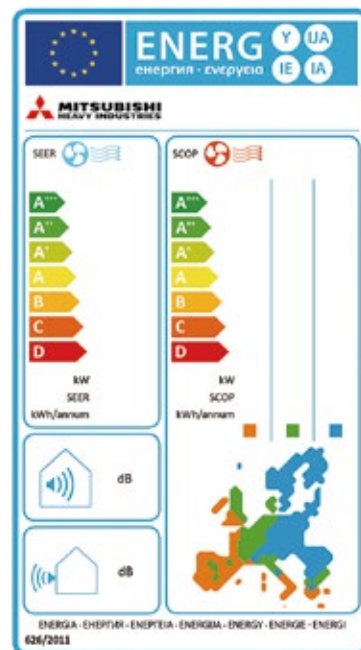 ENERG Y IJA
енергия · ενεργεια IE IA
MITSUBISHI
HEAVY INDUSTRIES
SEER
A+++
A++
A+
A
B
C
D
kW
SEER
kWh/annum
SCOP
A+++
A++
A+
A
B
C
D
kW
SCOP
kWh/annum
dB
dB
ENERGIA - ЕНЕРГИЯ - ΕΝΕΡΓΕΙΑ - ENERGIJA - ENERGY - ENERGIE - ENERGI
626/2011